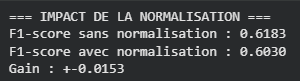 === IMPACT DE LA NORMALISATION ===
F1-score sans normalisation : 0.6183
F1-score avec normalisation : 0.6030
Gain : +-0.0153